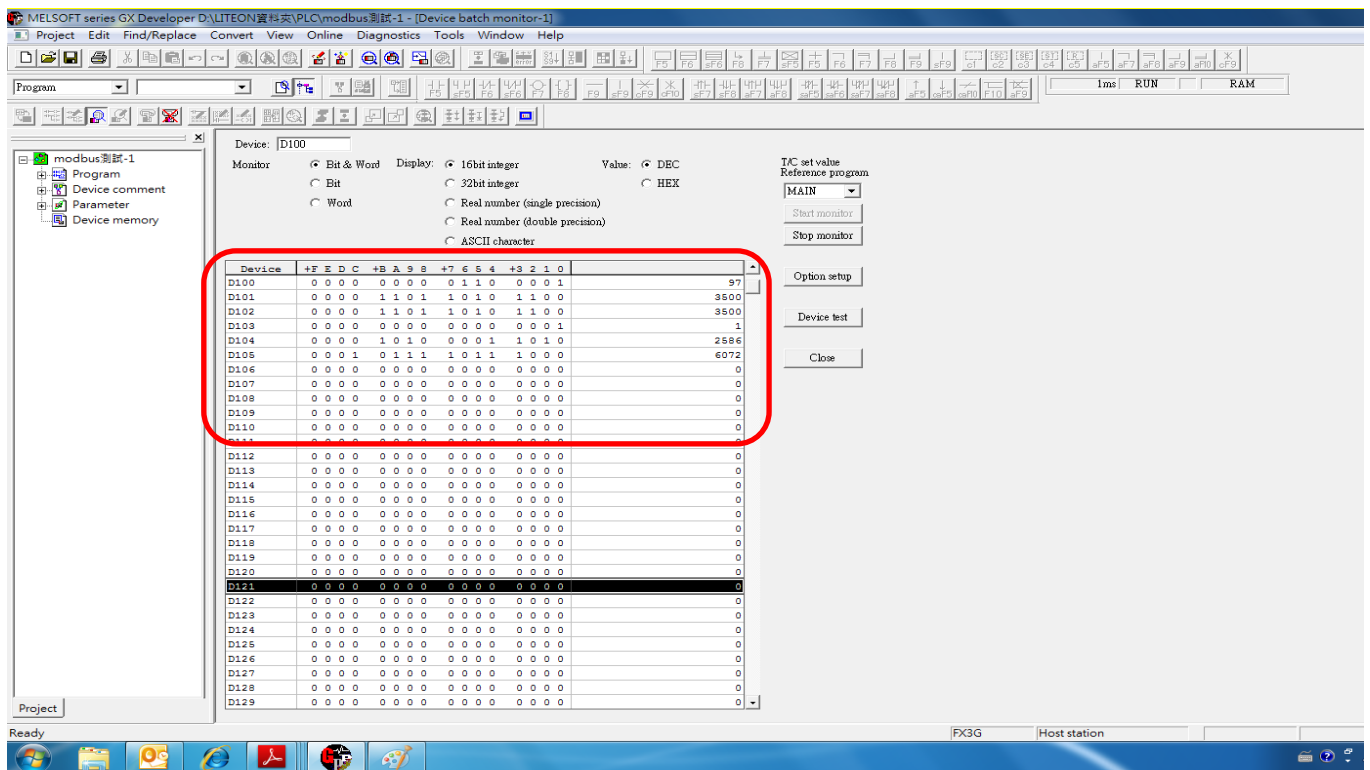 MELSOFT series GX Developer D:\LITEON資料夾\PLC\modbus測試-1 - [Device batch monitor-1]
Project Edit Find/Replace Convert View Online Diagnostics Tools Window Help
Program 1ms RUN RAM
modbus測試-1
Program
Device comment
Parameter
Device memory
Project
Device: D100
Monitor Bit & Word Display: 16bit integer Value: DEC
Bit 32bit integer HEX
Word Real number (single precision)
Real number (double precision)
ASCII character
T/C set value
Reference program
MAIN
Start monitor
Stop monitor
Option setup
Device test
Close
Device +F E D C +B A 9 8 +7 6 5 4 +3 2 1 0
D100 0 0 0 0 0 0 0 0 0 1 1 0 0 0 0 1 97
D101 0 0 0 0 1 1 0 1 1 0 1 0 1 1 0 0 3500
D102 0 0 0 0 1 1 0 1 1 0 1 0 1 1 0 0 3500
D103 0 0 0 0 0 0 0 0 0 0 0 0 0 0 0 1 1
D104 0 0 0 0 1 0 1 0 0 0 0 1 1 0 1 0 2586
D105 0 0 0 1 0 1 1 1 1 0 1 1 1 0 0 0 6072
D106 0 0 0 0 0 0 0 0 0 0 0 0 0 0 0 0 0
D107 0 0 0 0 0 0 0 0 0 0 0 0 0 0 0 0 0
D108 0 0 0 0 0 0 0 0 0 0 0 0 0 0 0 0 0
D109 0 0 0 0 0 0 0 0 0 0 0 0 0 0 0 0 0
D110 0 0 0 0 0 0 0 0 0 0 0 0 0 0 0 0 0
D111 0 0 0 0 0 0 0 0 0 0 0 0 0 0 0 0 0
D112 0 0 0 0 0 0 0 0 0 0 0 0 0 0 0 0 0
D113 0 0 0 0 0 0 0 0 0 0 0 0 0 0 0 0 0
D114 0 0 0 0 0 0 0 0 0 0 0 0 0 0 0 0 0
D115 0 0 0 0 0 0 0 0 0 0 0 0 0 0 0 0 0
D116 0 0 0 0 0 0 0 0 0 0 0 0 0 0 0 0 0
D117 0 0 0 0 0 0 0 0 0 0 0 0 0 0 0 0 0
D118 0 0 0 0 0 0 0 0 0 0 0 0 0 0 0 0 0
D119 0 0 0 0 0 0 0 0 0 0 0 0 0 0 0 0 0
D120 0 0 0 0 0 0 0 0 0 0 0 0 0 0 0 0 0
D121 0 0 0 0 0 0 0 0 0 0 0 0 0 0 0 0 0
D122 0 0 0 0 0 0 0 0 0 0 0 0 0 0 0 0 0
D123 0 0 0 0 0 0 0 0 0 0 0 0 0 0 0 0 0
D124 0 0 0 0 0 0 0 0 0 0 0 0 0 0 0 0 0
D125 0 0 0 0 0 0 0 0 0 0 0 0 0 0 0 0 0
D126 0 0 0 0 0 0 0 0 0 0 0 0 0 0 0 0 0
D127 0 0 0 0 0 0 0 0 0 0 0 0 0 0 0 0 0
D128 0 0 0 0 0 0 0 0 0 0 0 0 0 0 0 0 0
D129 0 0 0 0 0 0 0 0 0 0 0 0 0 0 0 0 0
Ready FX3G Host station